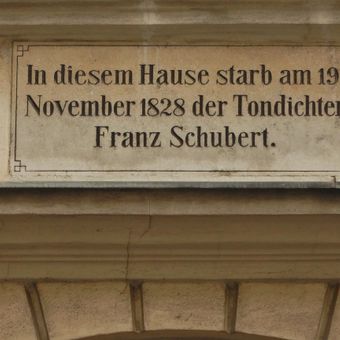 In diesem Hause starb am 19
November 1828 der Tondichter
Franz Schubert.